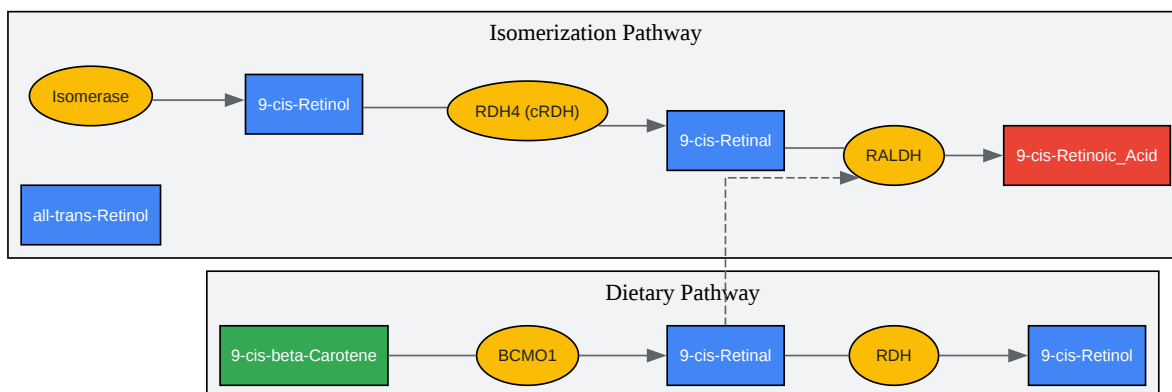 Isomerization Pathway
Isomerase
9-cis-Retinol
RDH4 (cRDH)
9-cis-Retinal
RALDH
9-cis-Retinoic_Acid
all-trans-Retinol
Dietary Pathway
9-cis-beta-Carotene
BCMO1
9-cis-Retinal
RDH
9-cis-Retinol